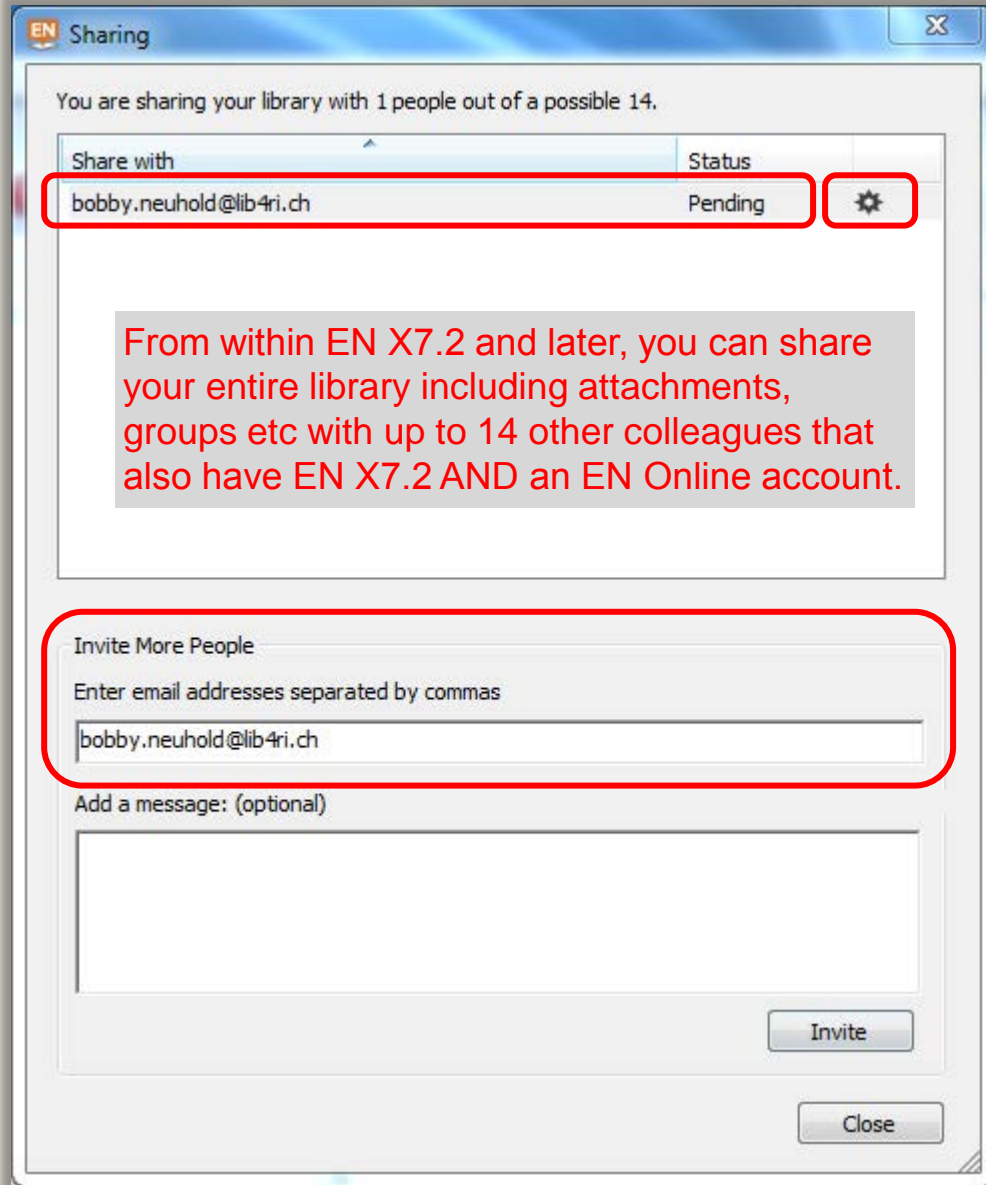 EN Sharing
You are sharing your library with 1 people out of a possible 14.
Share with Status
bobby.neuhold@lib4ri.ch Pending
From within EN X7.2 and later, you can share
your entire library including attachments,
groups etc with up to 14 other colleagues that
also have EN X7.2 AND an EN Online account.
Invite More People
Enter email addresses separated by commas
bobby.neuhold@lib4ri.ch
Add a message: (optional)
Invite
Close